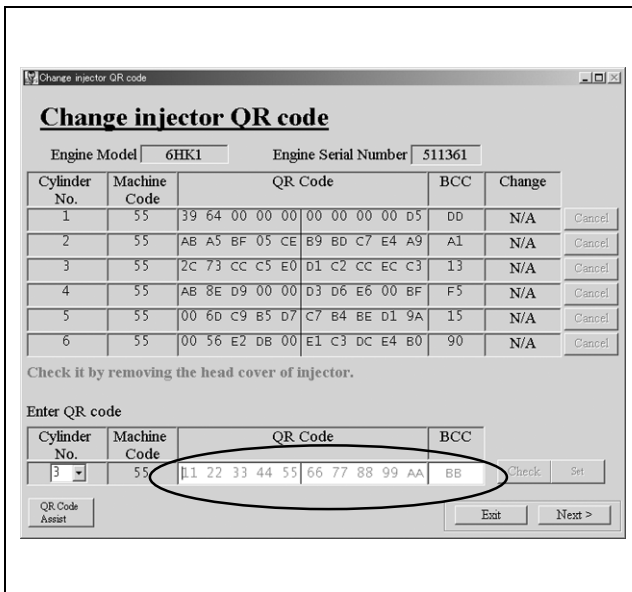 Change injector QR code
Change injector QR code
Engine Model 6HK1 Engine Serial Number 511361
Cylinder No. Machine Code QR Code BCC Change
1 55 39 64 00 00 00 00 00 00 00 D5 DD N/A Cancel
2 55 AB A5 BF 05 CE B9 BD C7 E4 A9 A1 N/A Cancel
3 55 2C 73 CC C5 E0 D1 C2 CC EC C3 13 N/A Cancel
4 55 AB 8E D9 00 00 D3 D6 E6 00 BF F5 N/A Cancel
5 55 00 6D C9 B5 D7 C7 B4 BE D1 9A 15 N/A Cancel
6 55 00 56 E2 DB 00 E1 C3 DC E4 B0 90 N/A Cancel
Check it by removing the head cover of injector.
Enter QR code
Cylinder No. Machine Code QR Code BCC
3 55 11 22 33 44 55 66 77 88 99 AA BB Check Set
QR Code Assist
Exit Next >